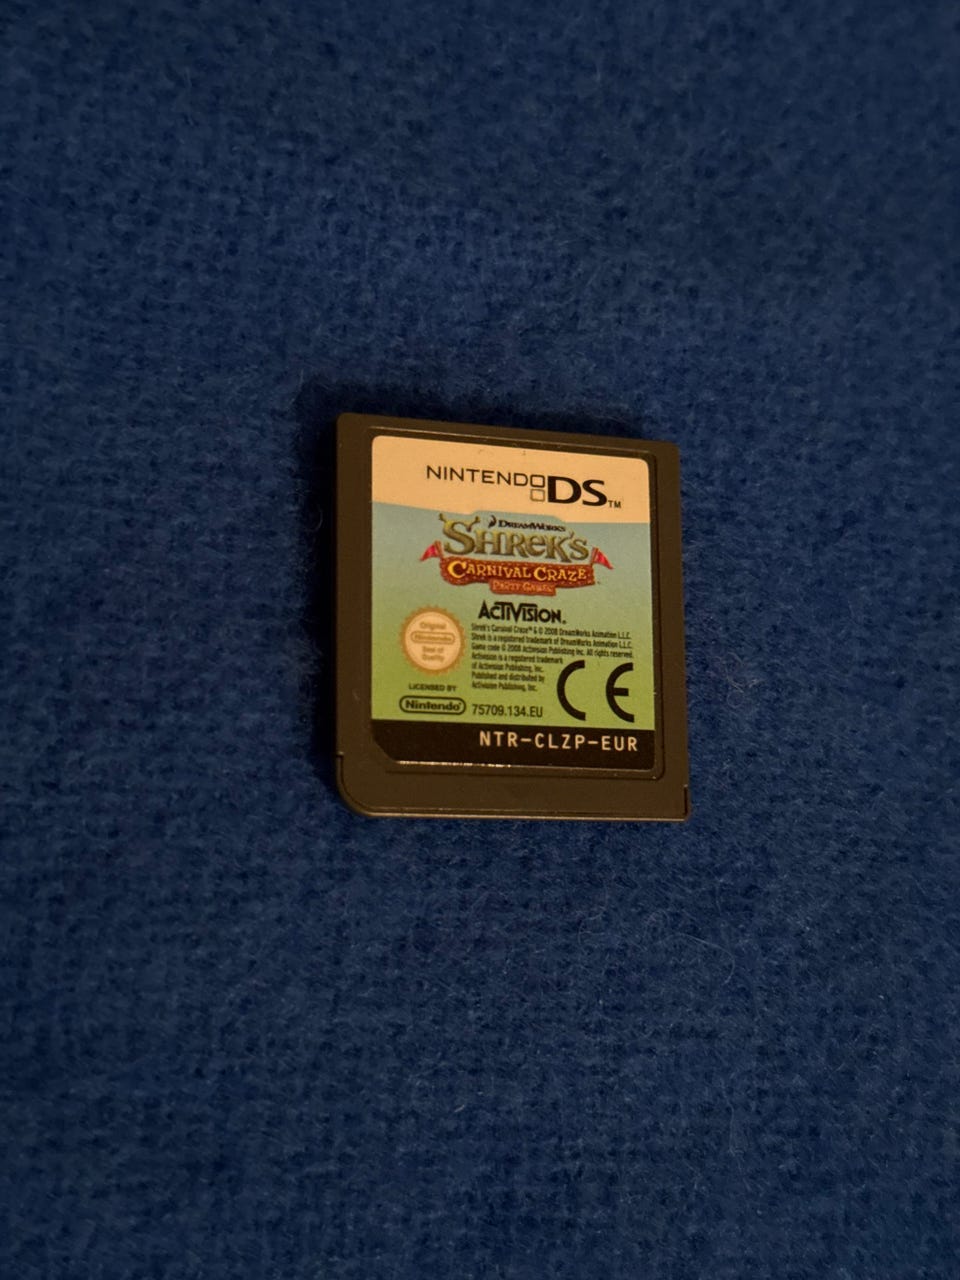 NINTENDO DS™
DREAMWORKS
SHREK'S
CARNIVAL CRAZE
PARTY GAMES
ACTIVISION®
Shrek's Carnival Craze™ & © 2008 DreamWorks Animation L.L.C.
Shrek is a registered trademark of DreamWorks Animation L.L.C.
Game code © 2008 Activision Publishing Inc. All rights reserved.
Activision is a registered trademark
of Activision Publishing, Inc.
Published and distributed by
Activision Publishing, Inc.
Original
Nintendo
Seal of
Quality
CE
LICENSED BY
Nintendo®
75709.134.EU
NTR-CLZP-EUR